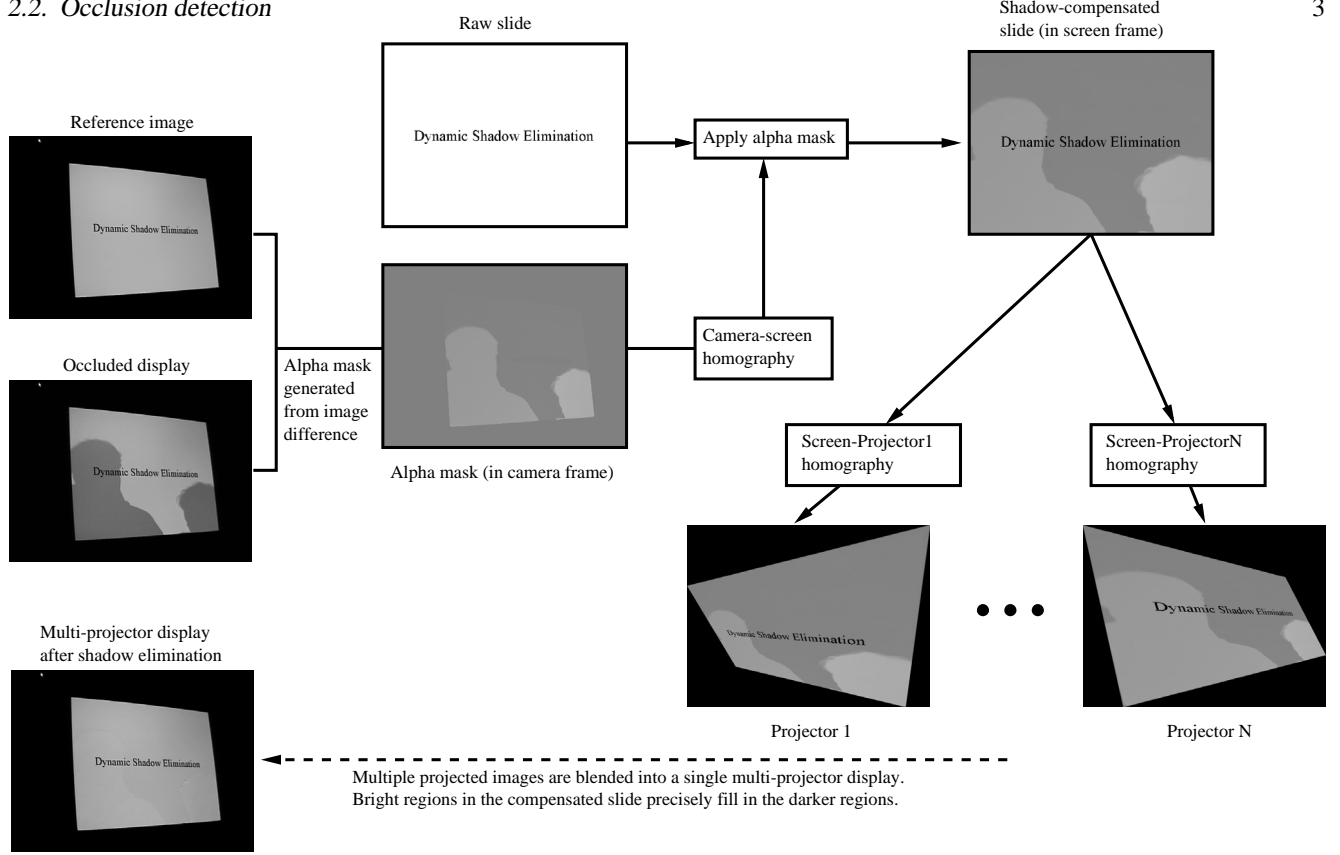 2.2. Occlusion detection
3
Raw slide
Shadow-compensated
slide (in screen frame)
Reference image
Dynamic Shadow Elimination
Dynamic Shadow Elimination
Apply alpha mask
Dynamic Shadow Elimination
Occluded display
Dynamic Shadow Elimination
Alpha mask
generated
from image
difference
Camera-screen
homography
Alpha mask (in camera frame)
Screen-Projector1
homography
Screen-ProjectorN
homography
Dynamic Shadow Elimination
Dynamic Shadow Elimination
Projector 1
Projector N
Multi-projector display
after shadow elimination
Dynamic Shadow Elimination
Multiple projected images are blended into a single multi-projector display.
Bright regions in the compensated slide precisely fill in the darker regions.